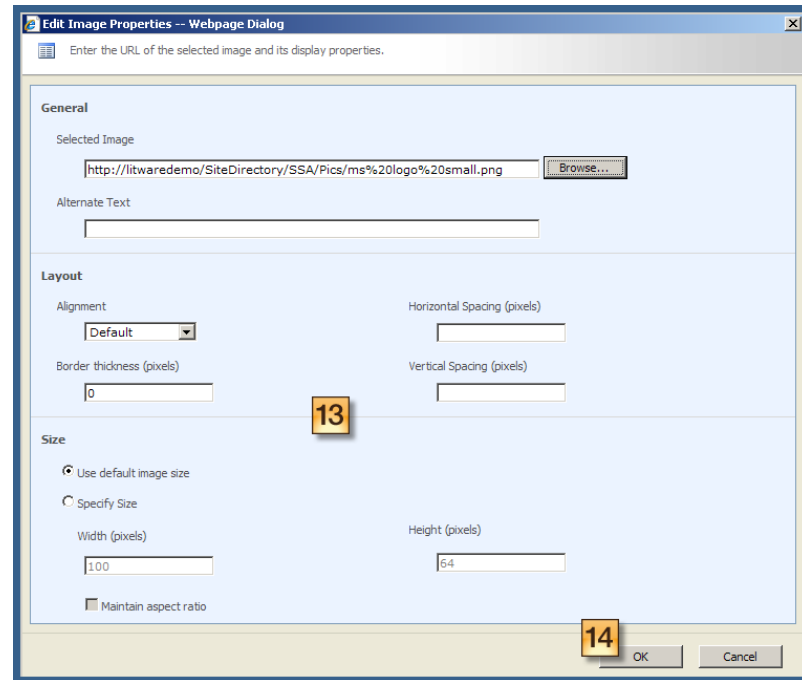 Edit Image Properties -- Webpage Dialog
Enter the URL of the selected image and its display properties.
General
Selected Image
http://litwaredemo/SiteDirectory/SSA/Pics/ms%20logo%20small.png Browse...
Alternate Text
Layout
Alignment Horizontal Spacing (pixels)
Default
Border thickness (pixels) Vertical Spacing (pixels)
0
13
Size
Use default image size
Specify Size
Width (pixels) Height (pixels)
100 64
Maintain aspect ratio
14
OK Cancel